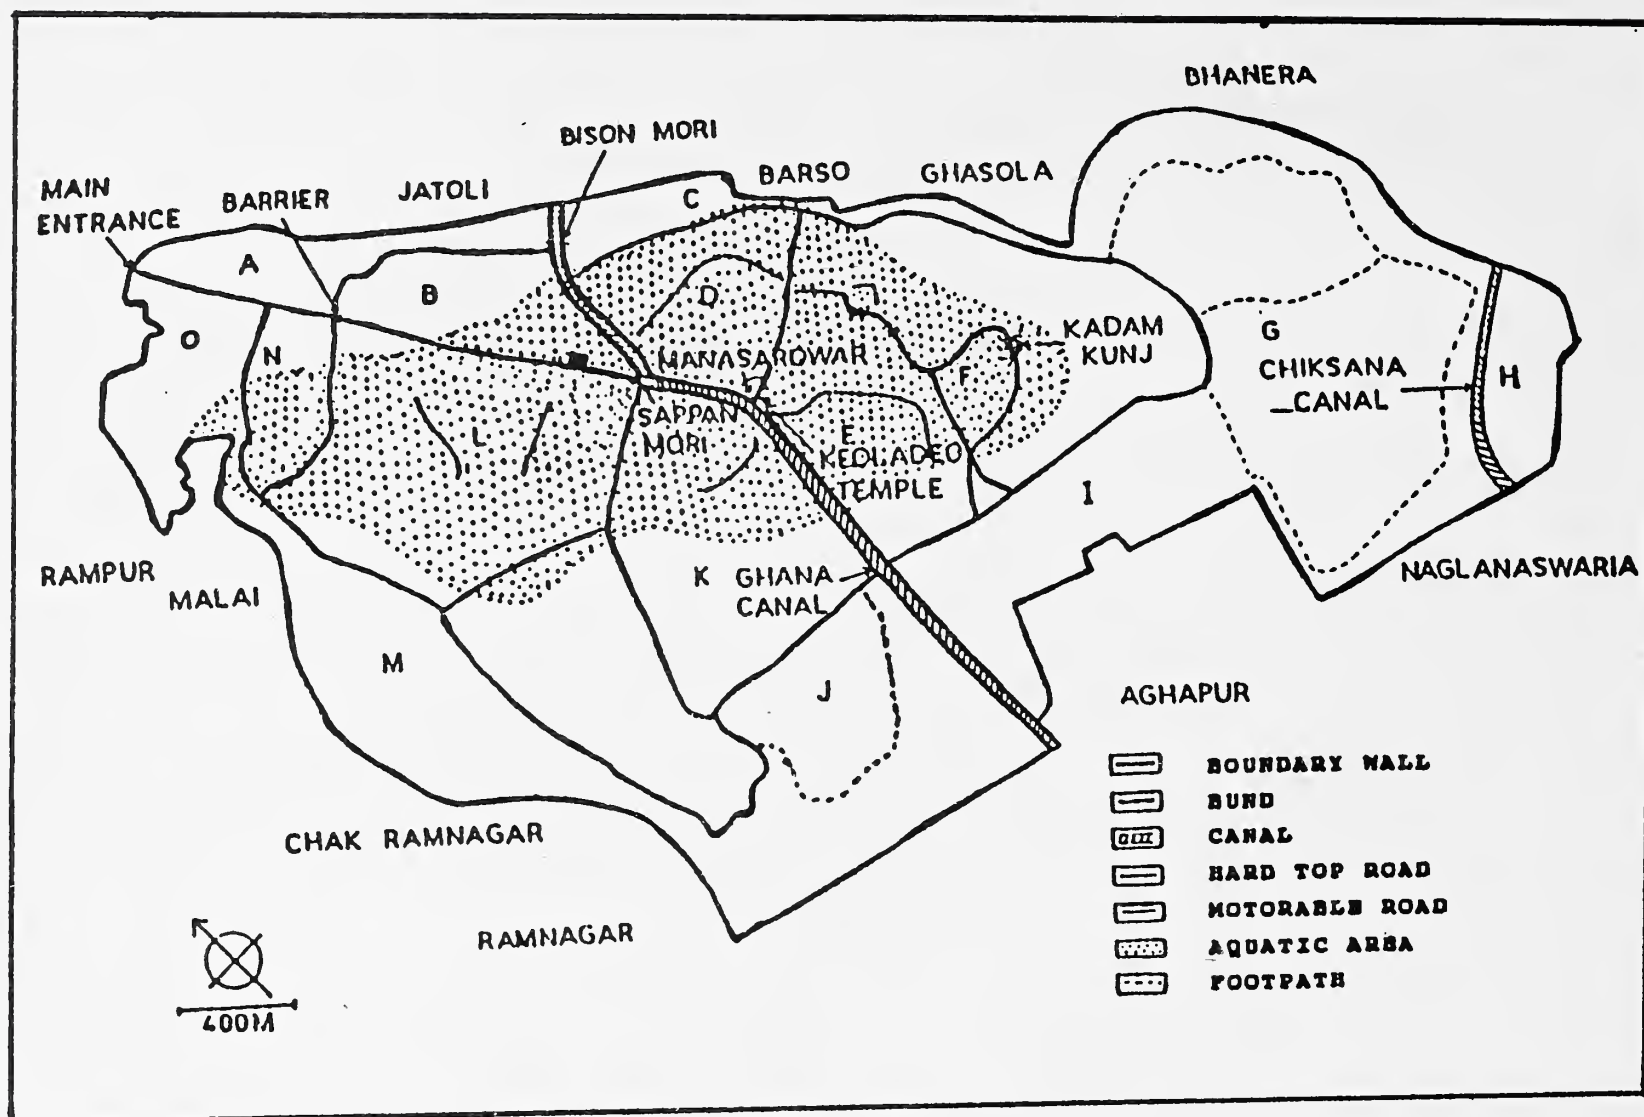 BHANERA
BISON MORI
MAIN
ENTRANCE
BARRIER
JATOLI
BARSO
GHASOLA
C
A
B
D
O
N
MANASAROWAR
KADAM
KUNJ
F
G
CHIKSANA
CANAL
H
SAPPAN
MORI
L
E
KEOLADEO
TEMPLE
I
RAMPUR
MALAI
K
GHANA
CANAL
NAGLANASWARIA
M
J
AGHAPUR
BOUNDARY WALL
BUND
CANAL
HARD TOP ROAD
MOTORABLE ROAD
AQUATIC AREA
FOOTPATH
CHAK RAMNAGAR
RAMNAGAR
400M